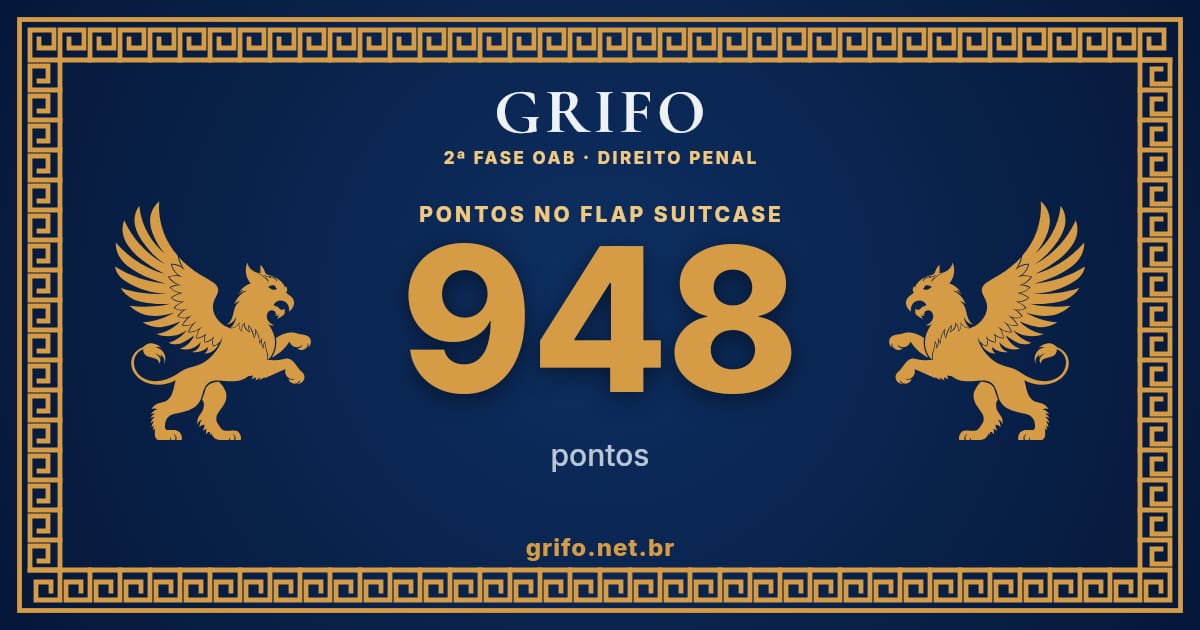 GRIFO
2ª FASE OAB · DIREITO PENAL
PONTOS NO FLAP SUITCASE
948
pontos
grifo.net.br